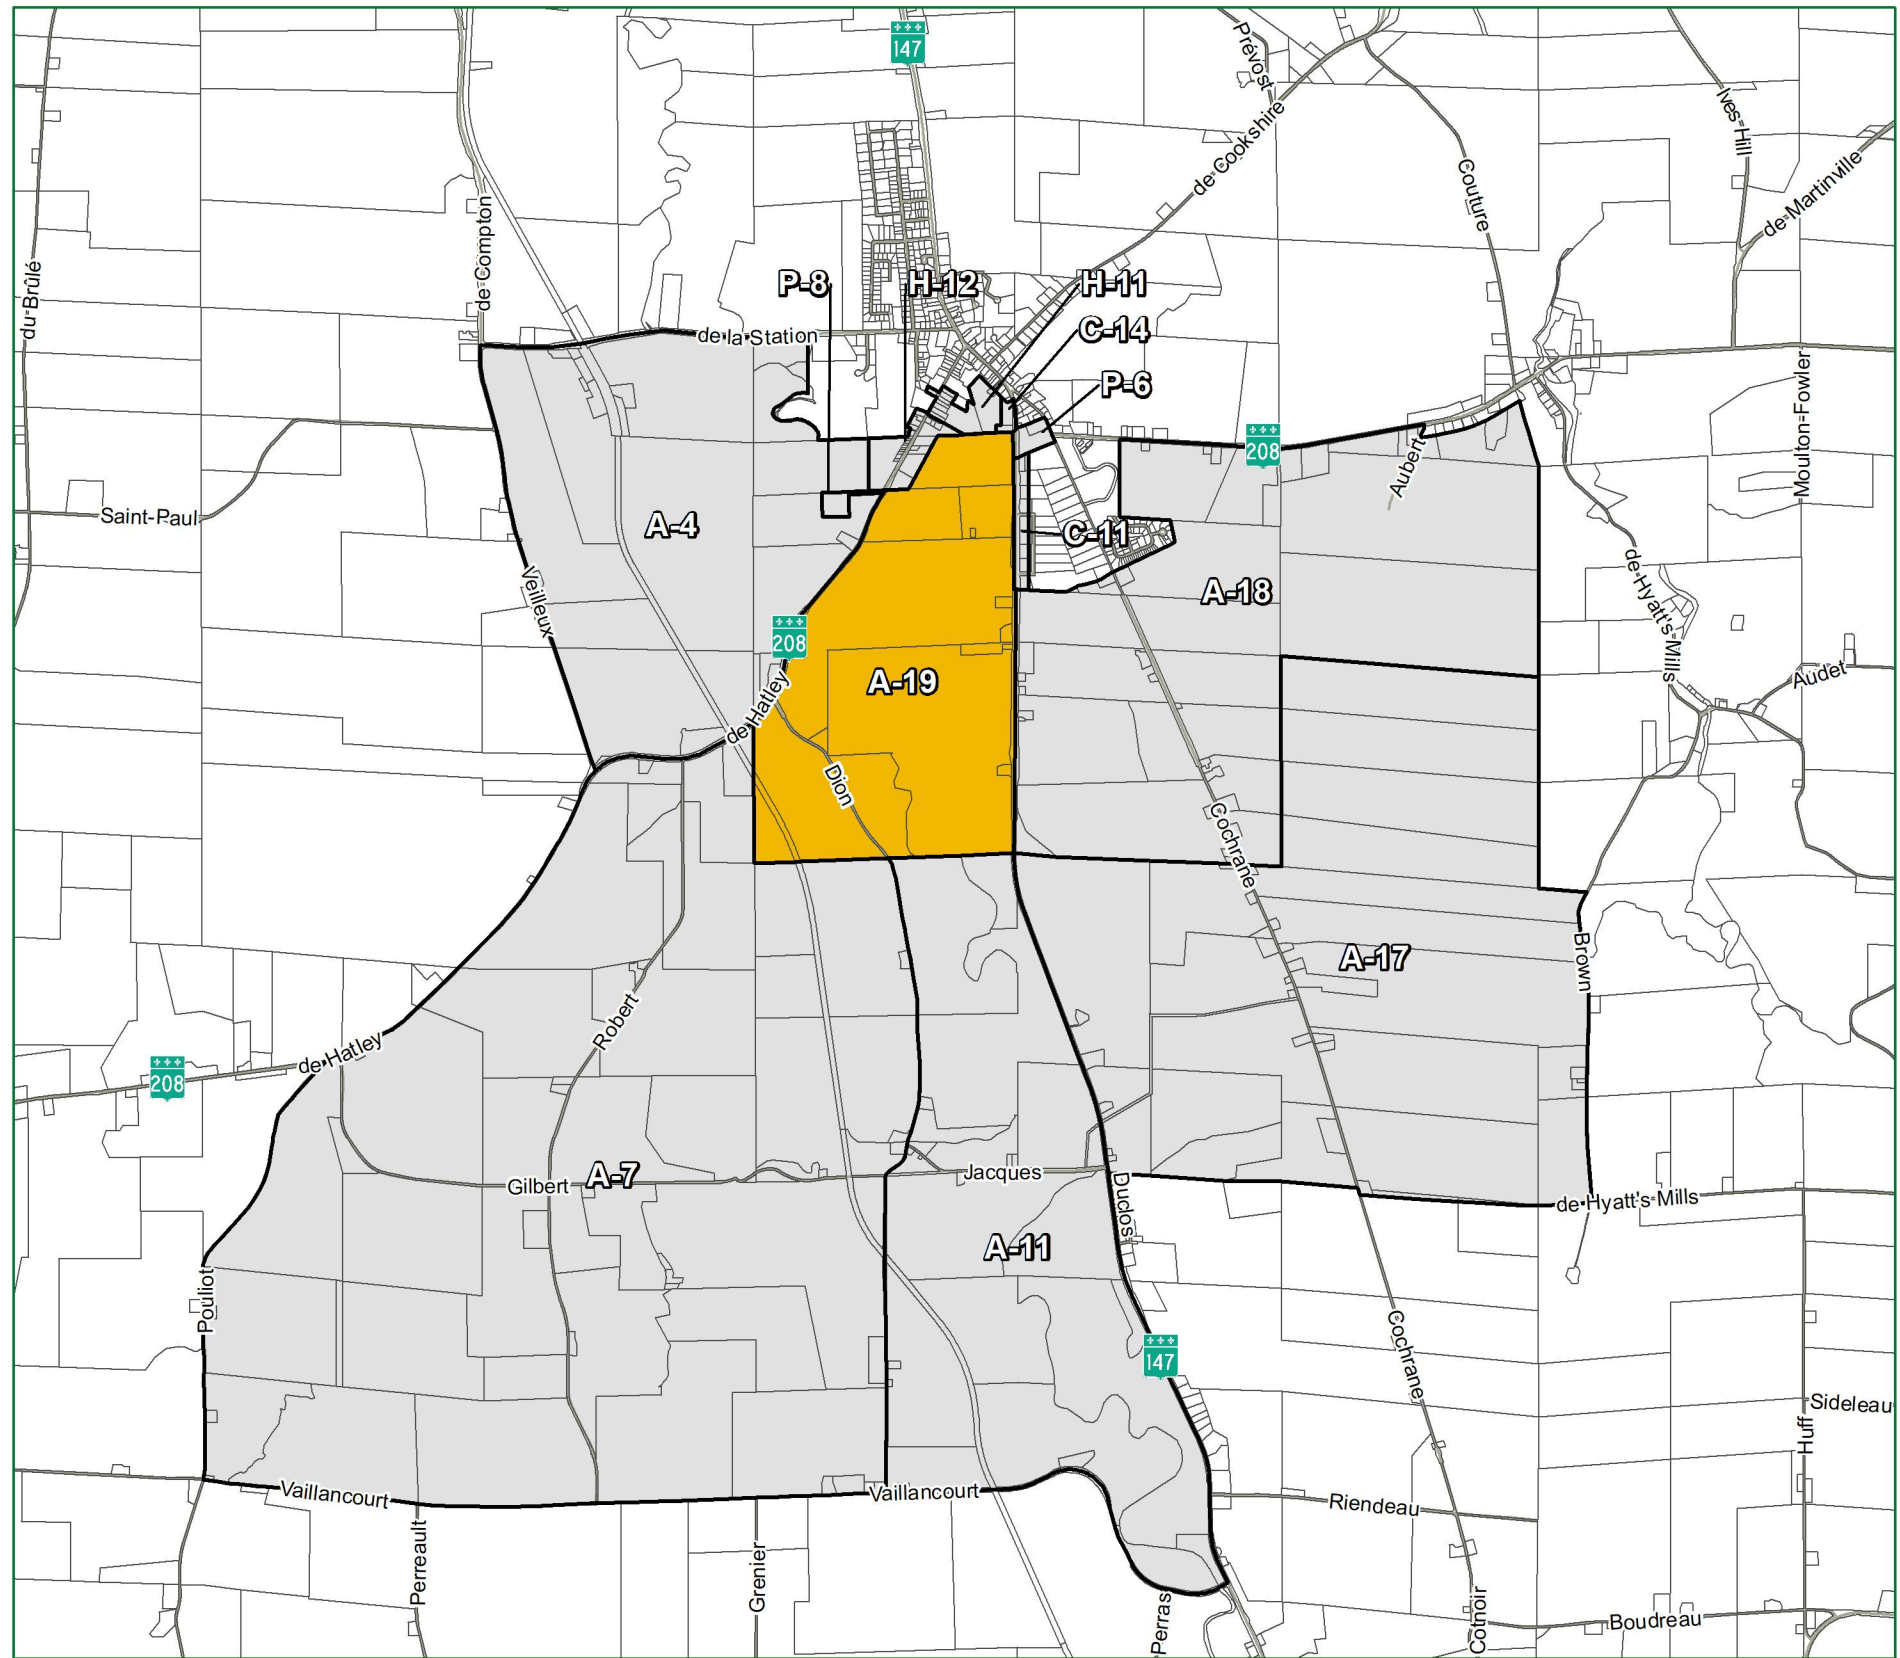 147
Prévost
Ives-Hill
de-Cookshire
Couture
de-Martinville
de-Compton
du-Brûlé
P-8
H-12
H-11
C-14
de la Station
P-6
Moulton-Fowler
208
Aubert
Saint-Paul
A-4
C-11
Veilleux
A-18
de-Hyatt's-Mills
208
A-19
Audet
de-Hatley
Dion
Cochrane
A-17
Brown
Robert
de-Hatley
208
Gilbert
A-7
Jacques
Duclos
de Hyatt's-Mills
A-11
Pouliot
147
Cochrane
Sideleau
Huff
Vaillancourt
Vaillancourt
Riendeau
Perreault
Grenier
Perras
Cotnoir
Boudreau